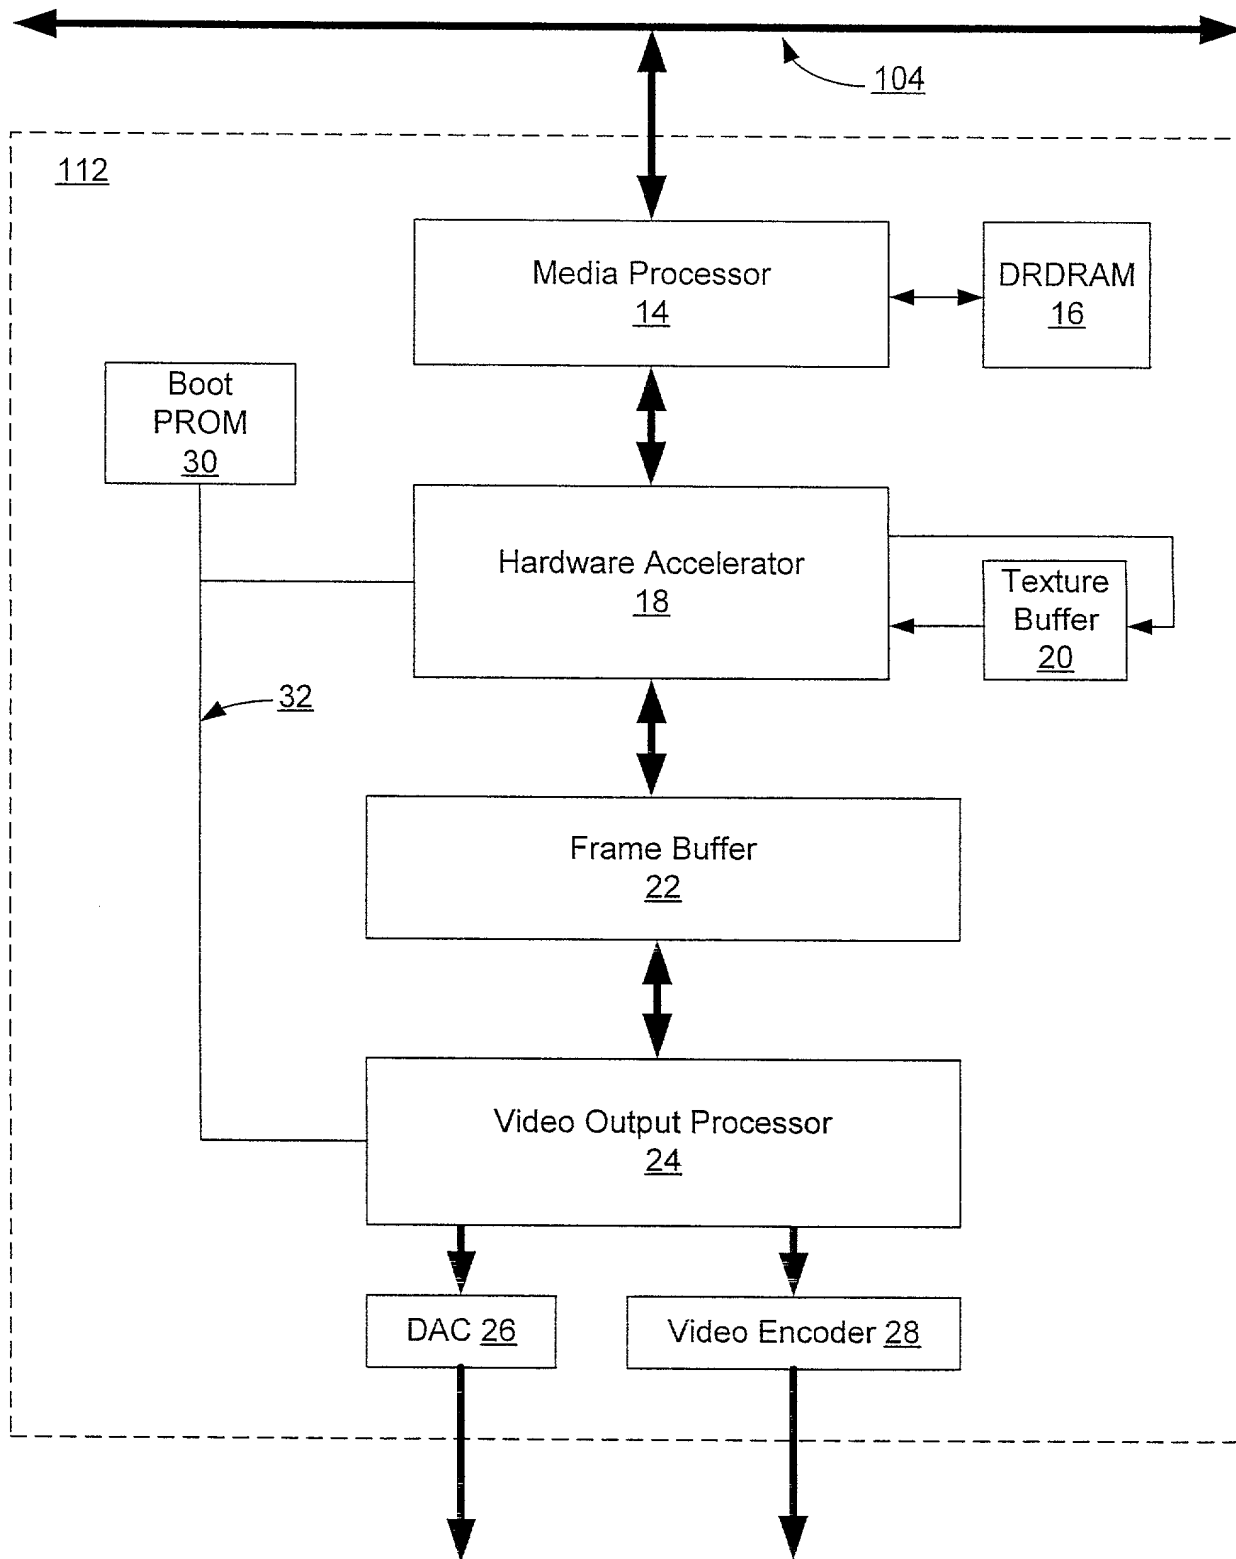 104
112
Media Processor
14
DRDRAM
16
Boot
PROM
30
Hardware Accelerator
18
Texture
Buffer
20
32
Frame Buffer
22
Video Output Processor
24
DAC 26
Video Encoder 28